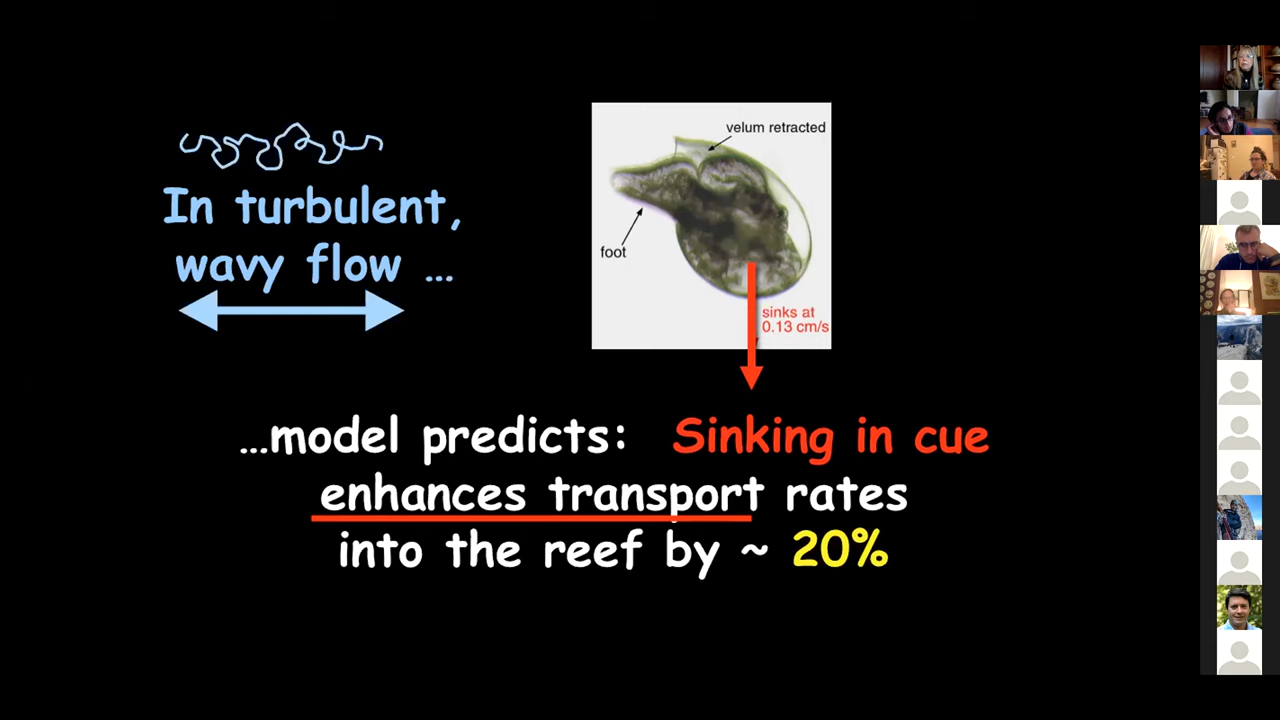 In turbulent,
wavy flow ...
velum retracted
foot
sinks at
0.13 cm/s
...model predicts: Sinking in cue
enhances transport rates
into the reef by ~ 20%